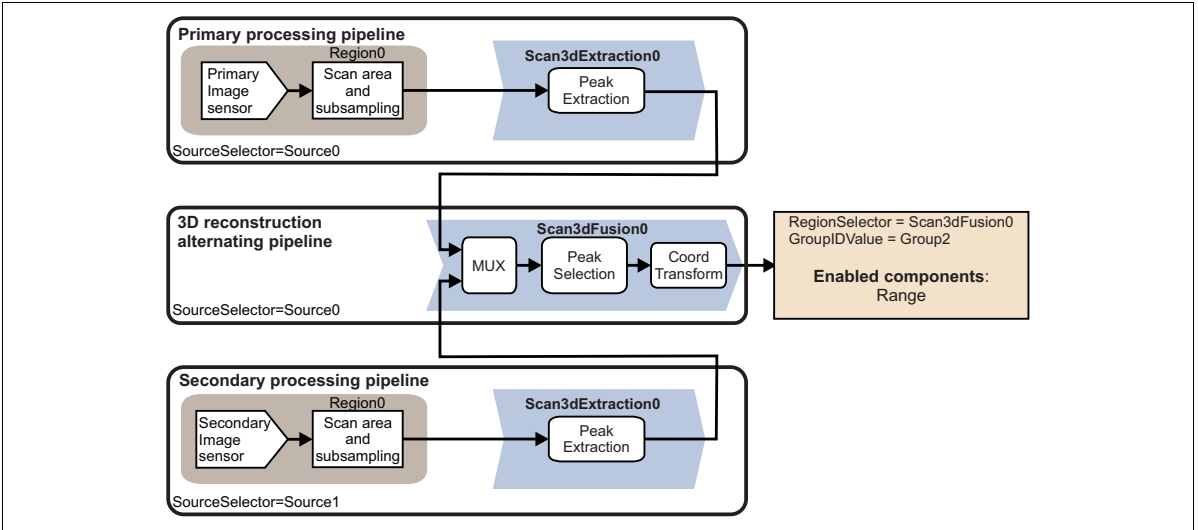 Primary processing pipeline
Region0
Primary
Image
sensor
Scan area
and
subsampling
Scan3dExtraction0
Peak
Extraction
SourceSelector=Source0
3D reconstruction
alternating pipeline
Scan3dFusion0
MUX
Peak
Selection
Coord
Transform
SourceSelector=Source0
RegionSelector = Scan3dFusion0
GroupIDValue = Group2
Enabled components:
Range
Secondary processing pipeline
Region0
Secondary
Image
sensor
Scan area
and
subsampling
Scan3dExtraction0
Peak
Extraction
SourceSelector=Source1